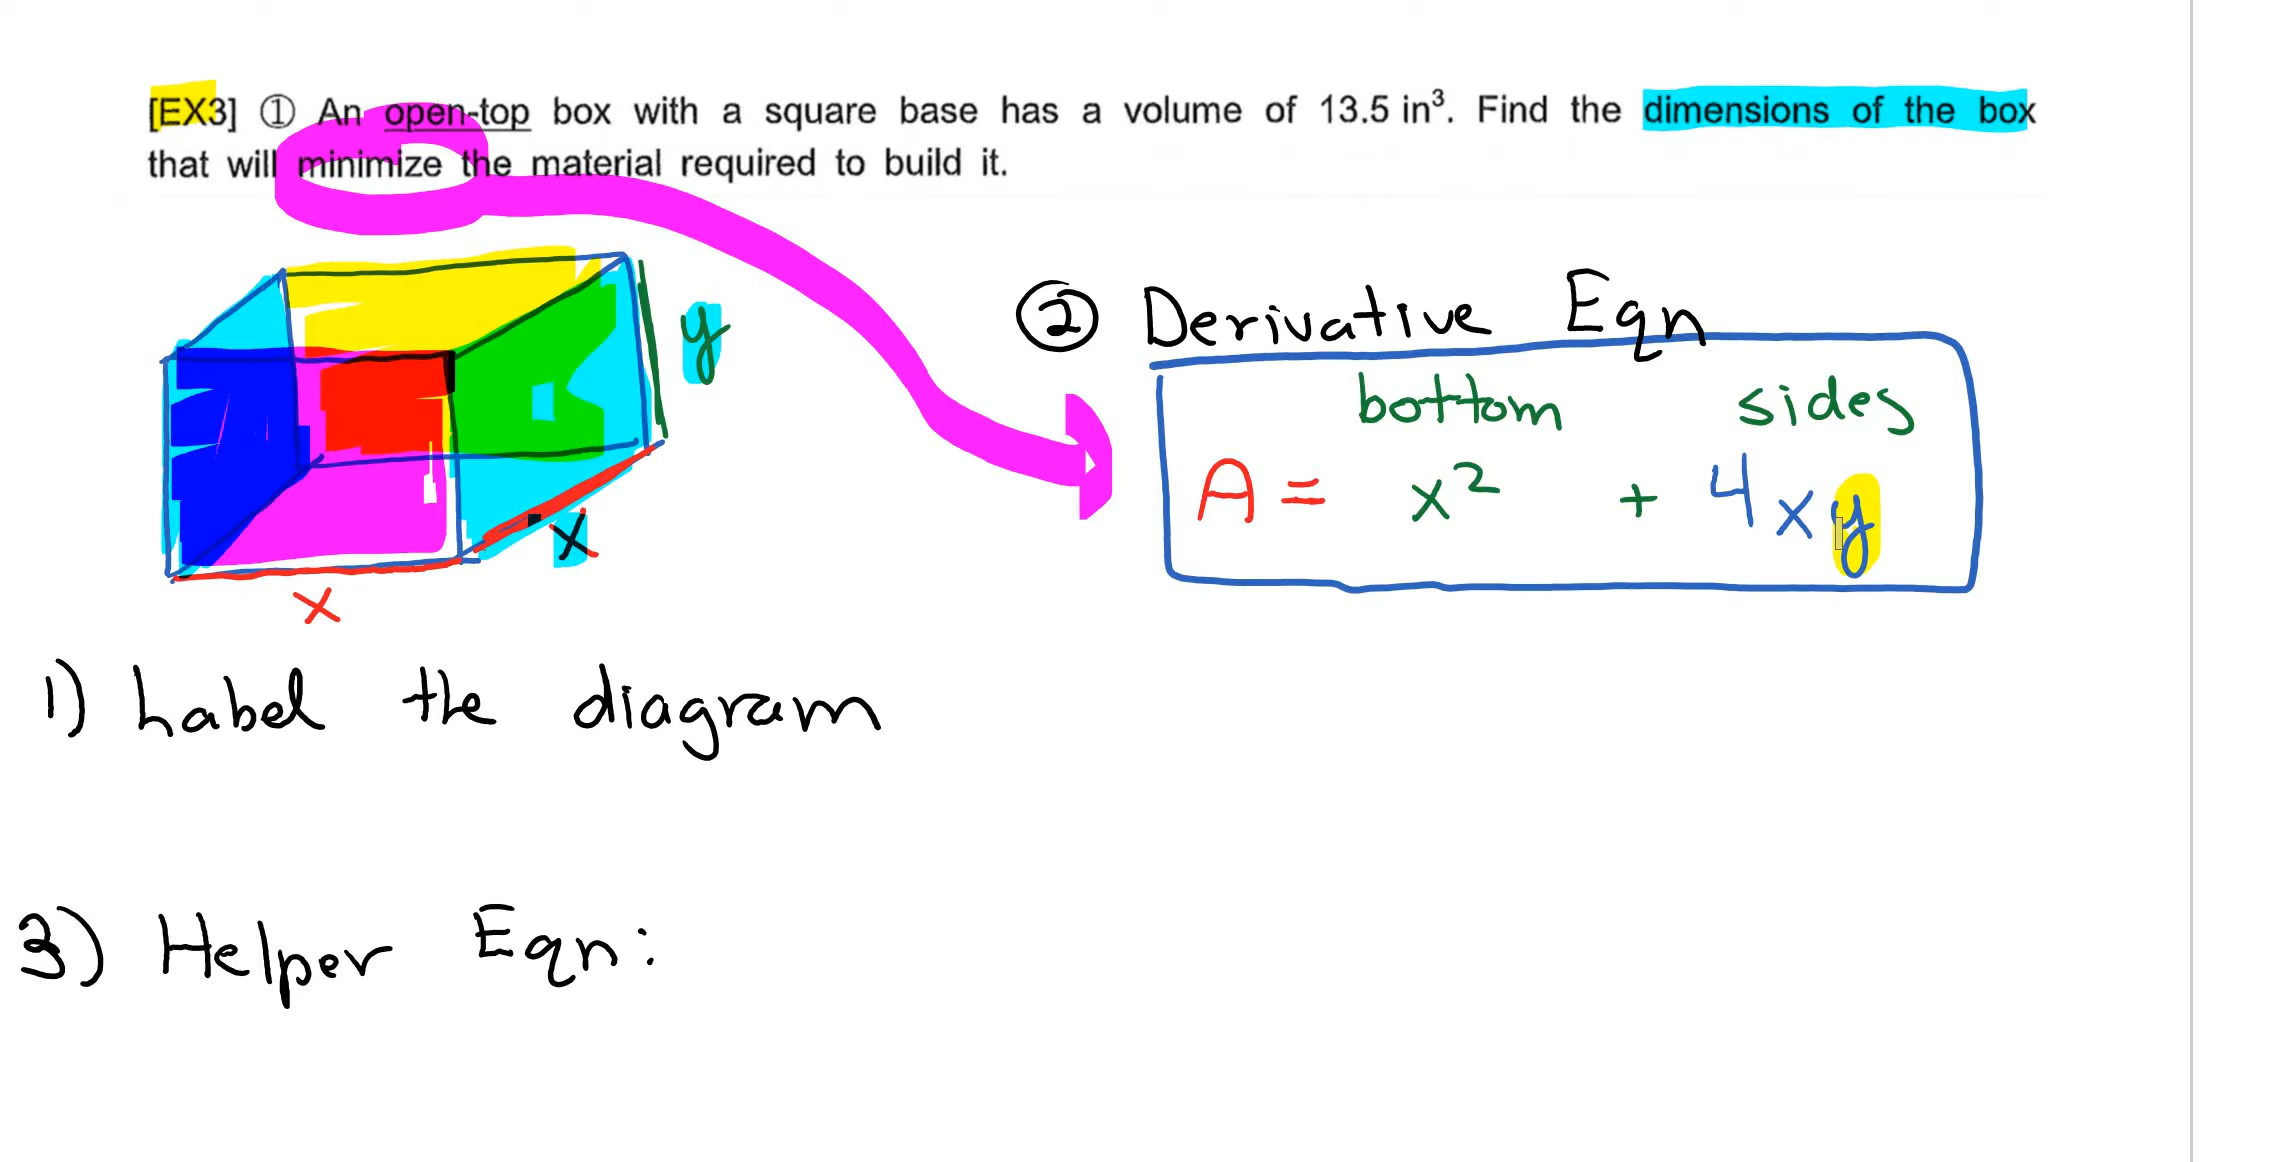 [EX3] ① An open-top box with a square base has a volume of 13.5 in³. Find the dimensions of the box
that will minimize the material required to build it.
② Derivative Eqn
bottom sides
A = x² + 4xy
y
x
x
1) Label the diagram
3) Helper Eqn: